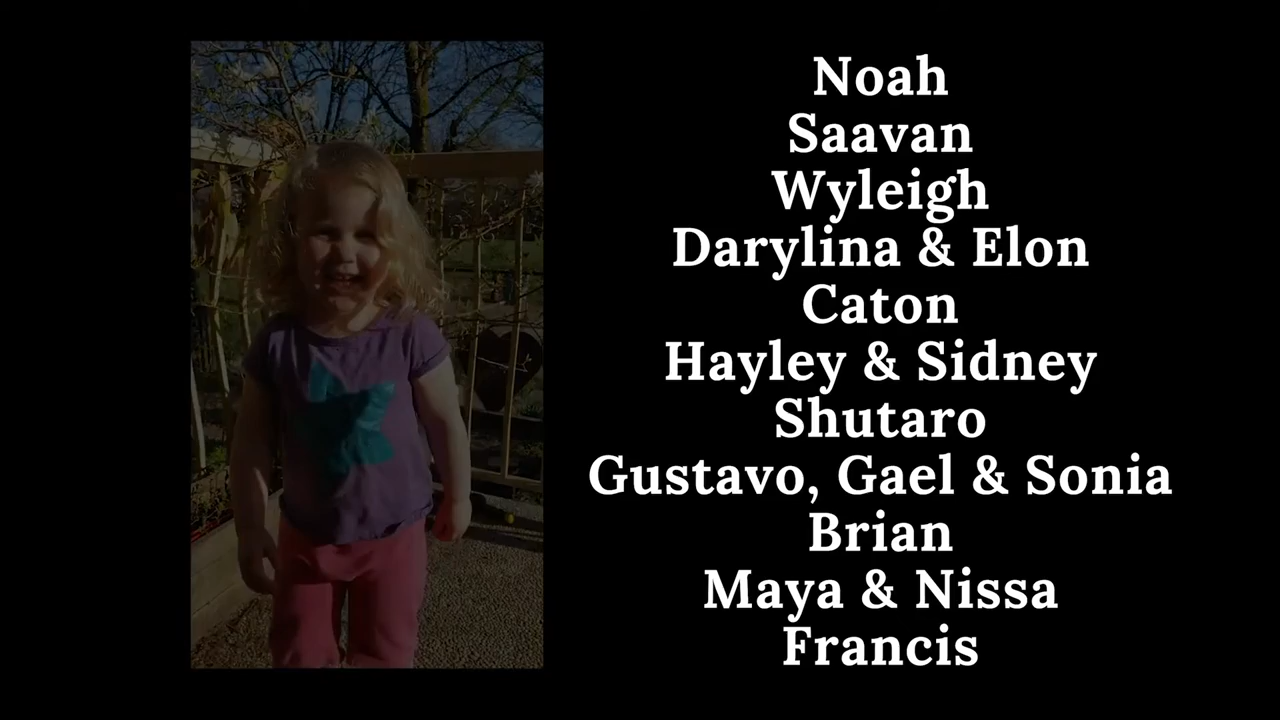 Noah
Saavan
Wyleigh
Darylina & Elon
Caton
Hayley & Sidney
Shutaro
Gustavo, Gael & Sonia
Brian
Maya & Nissa
Francis